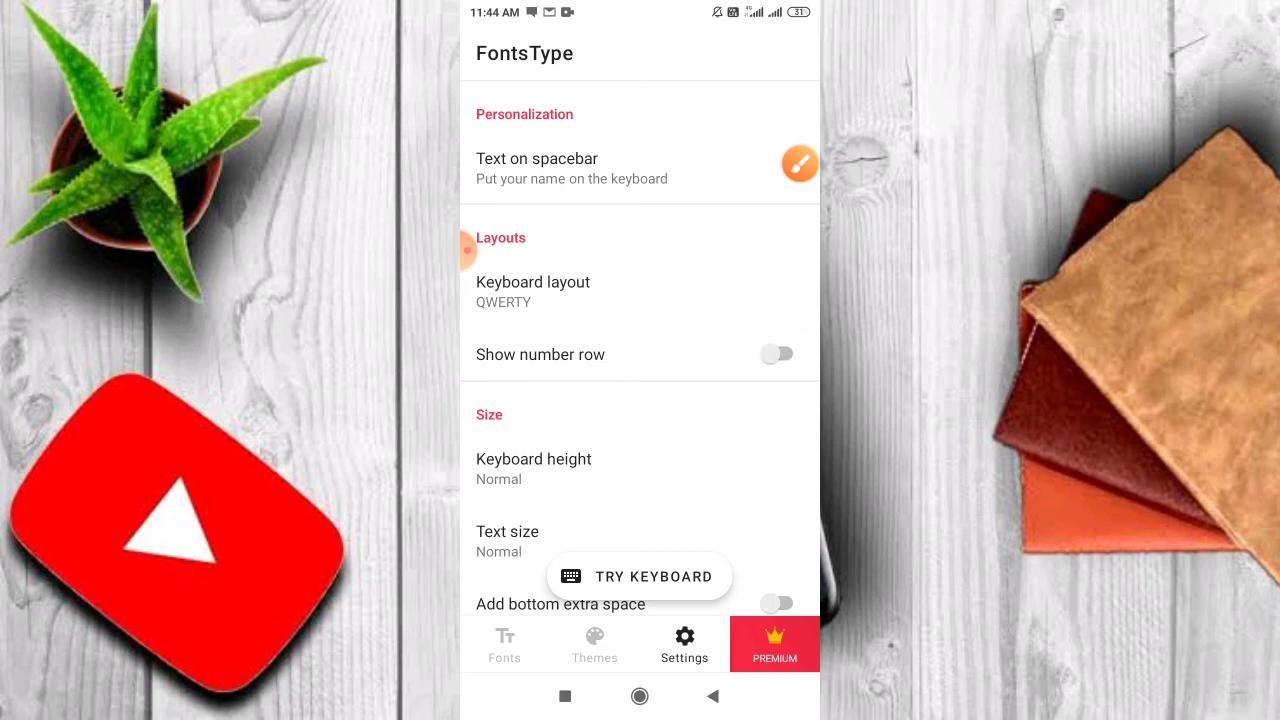 11:44 AM
4G
31
FontsType
Personalization
Text on spacebar
Put your name on the keyboard
Layouts
Keyboard layout
QWERTY
Show number row
Size
Keyboard height
Normal
Text size
Normal
TRY KEYBOARD
Add bottom extra space
Fonts
Themes
Settings
PREMIUM